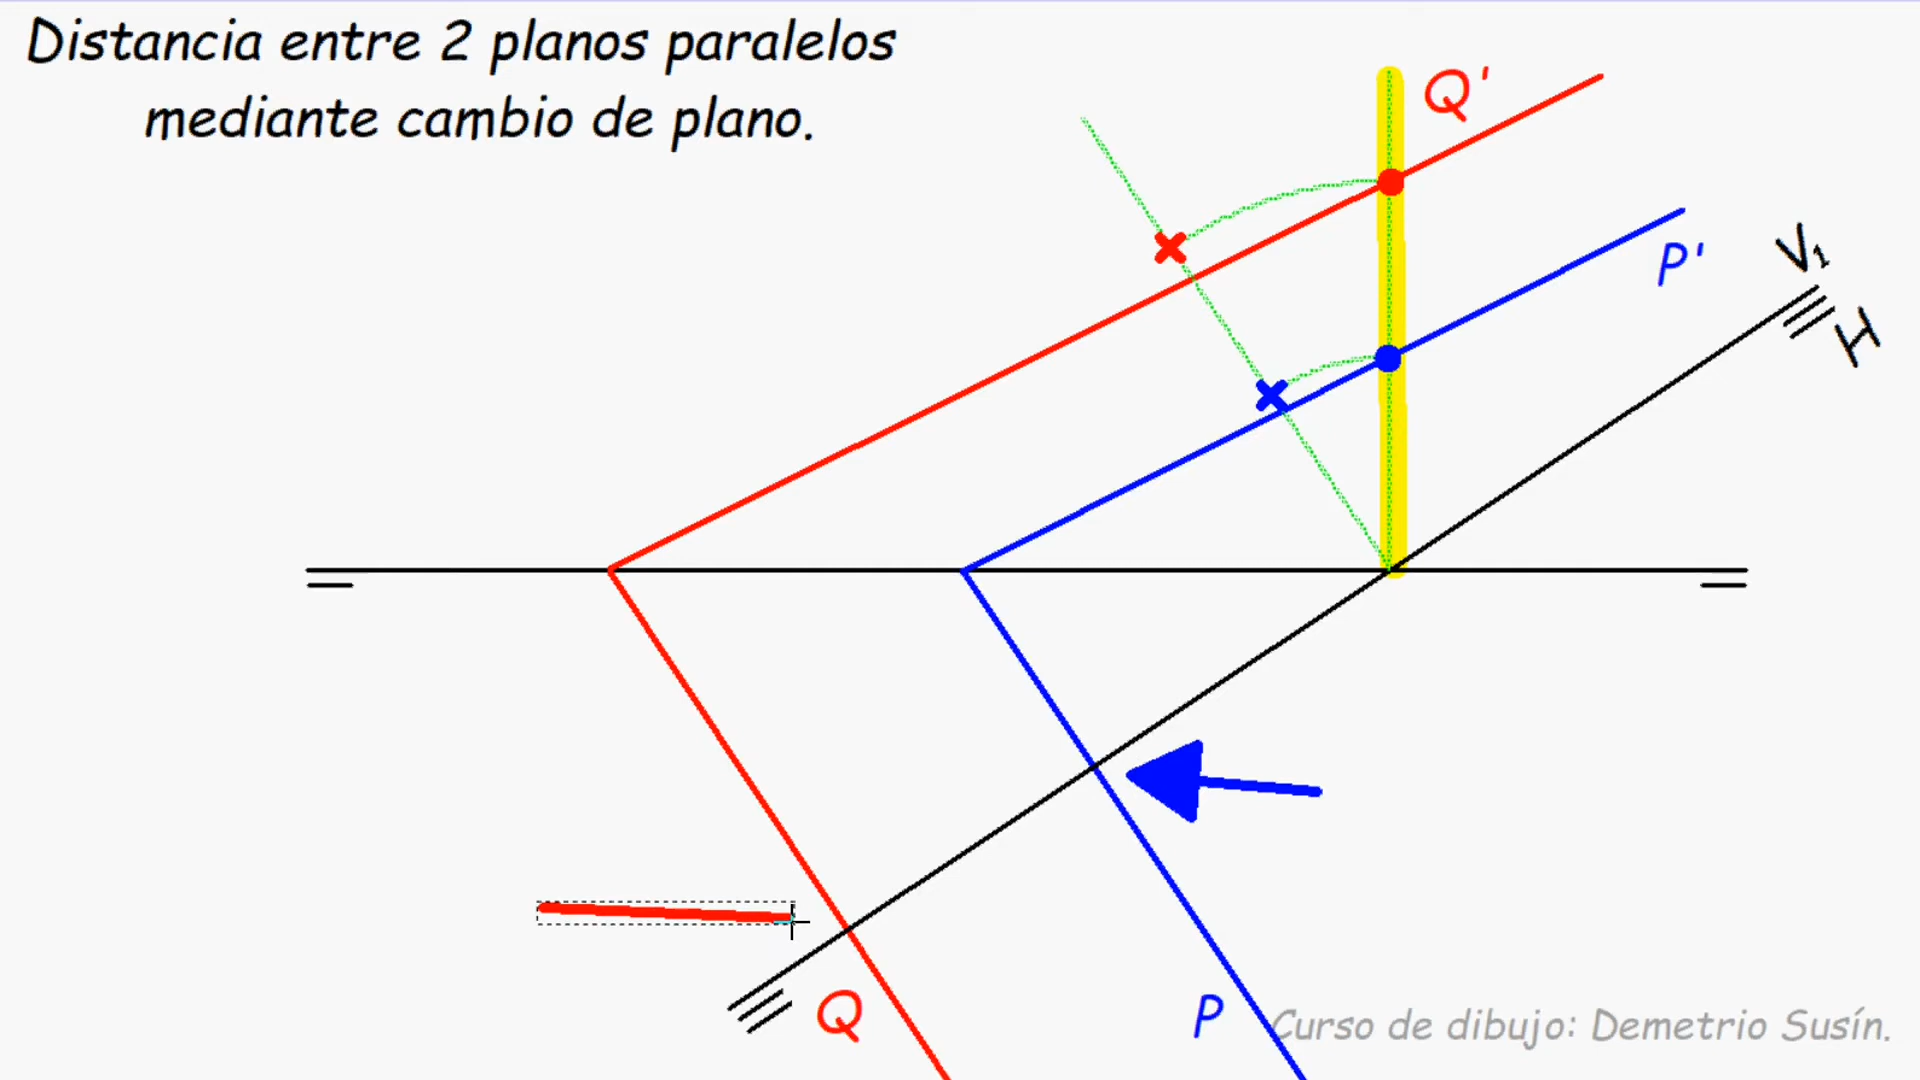 Distancia entre 2 planos paralelos
mediante cambio de plano.
Q'
P'
V₁
H
Q
P
Curso de dibujo: Demetrio Susín.